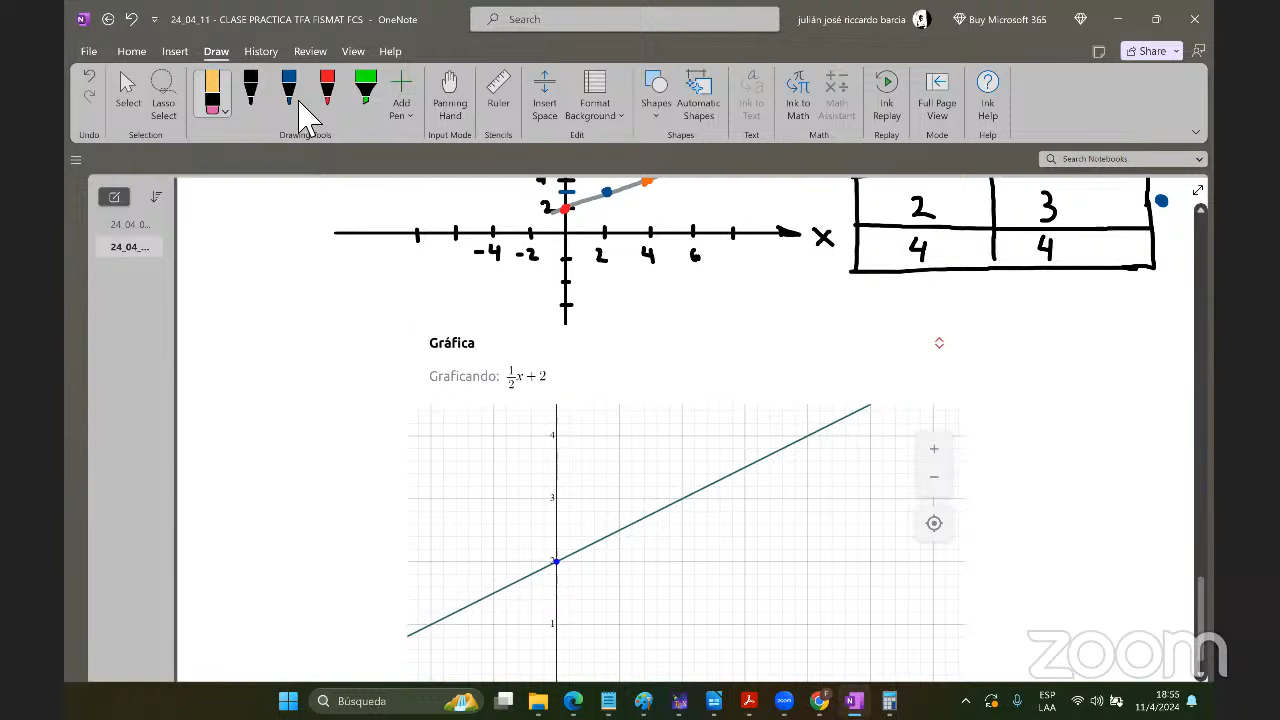 24_04_11 - CLASE PRACTICA TFA FISMAT FCS - OneNote
Search
julián josé riccardo barcia
Buy Microsoft 365
File Home Insert Draw History Review View Help
Share
Select
Lasso Select
Add Pen
Panning Hand
Ruler
Insert Space
Format Background
Shapes
Automatic Shapes
Ink to Text
Ink to Math
Math Assistant
Ink Replay
Full Page View
Ink Help
Undo Selection Drawing Tools Input Mode Stencils Edit Shapes Text Math Replay Mode Help
Search Notebooks
24_04_0...
24_04_...
2
-4 -2 2 4 6 x
2 3
4 4
Gráfica
Graficando: 1/2 x + 2
4
3
2
1
zoom
Búsqueda
ESP
LAA
18:55
11/4/2024